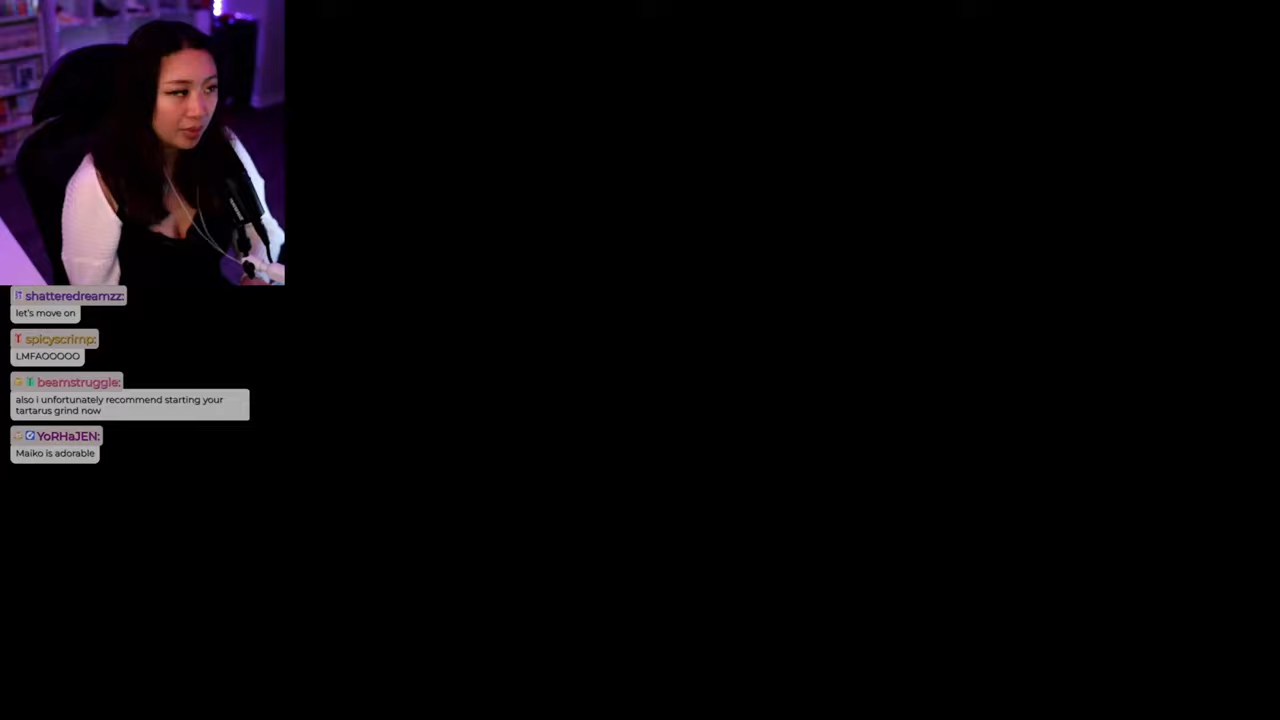 shatteredreamzz:
let's move on
spicyscrimp:
LMFAOOOOO
beamstruggle:
also i unfortunately recommend starting your
tartarus grind now
YoRHaJEN:
Maiko is adorable